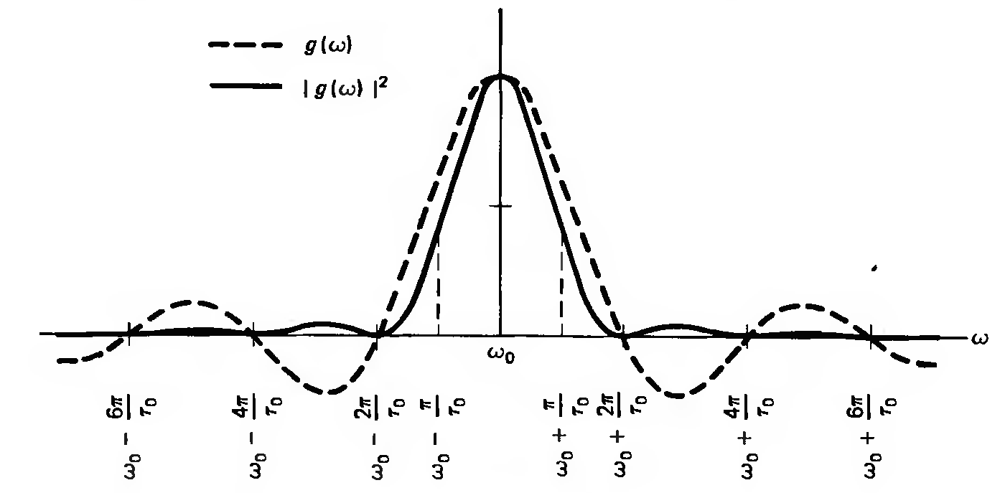 g(ω)
|g(ω)|²
ω
ω₀
ω₀ − 6π/τ₀
ω₀ − 4π/τ₀
ω₀ − 2π/τ₀
ω₀ − π/τ₀
ω₀ + π/τ₀
ω₀ + 2π/τ₀
ω₀ + 4π/τ₀
ω₀ + 6π/τ₀